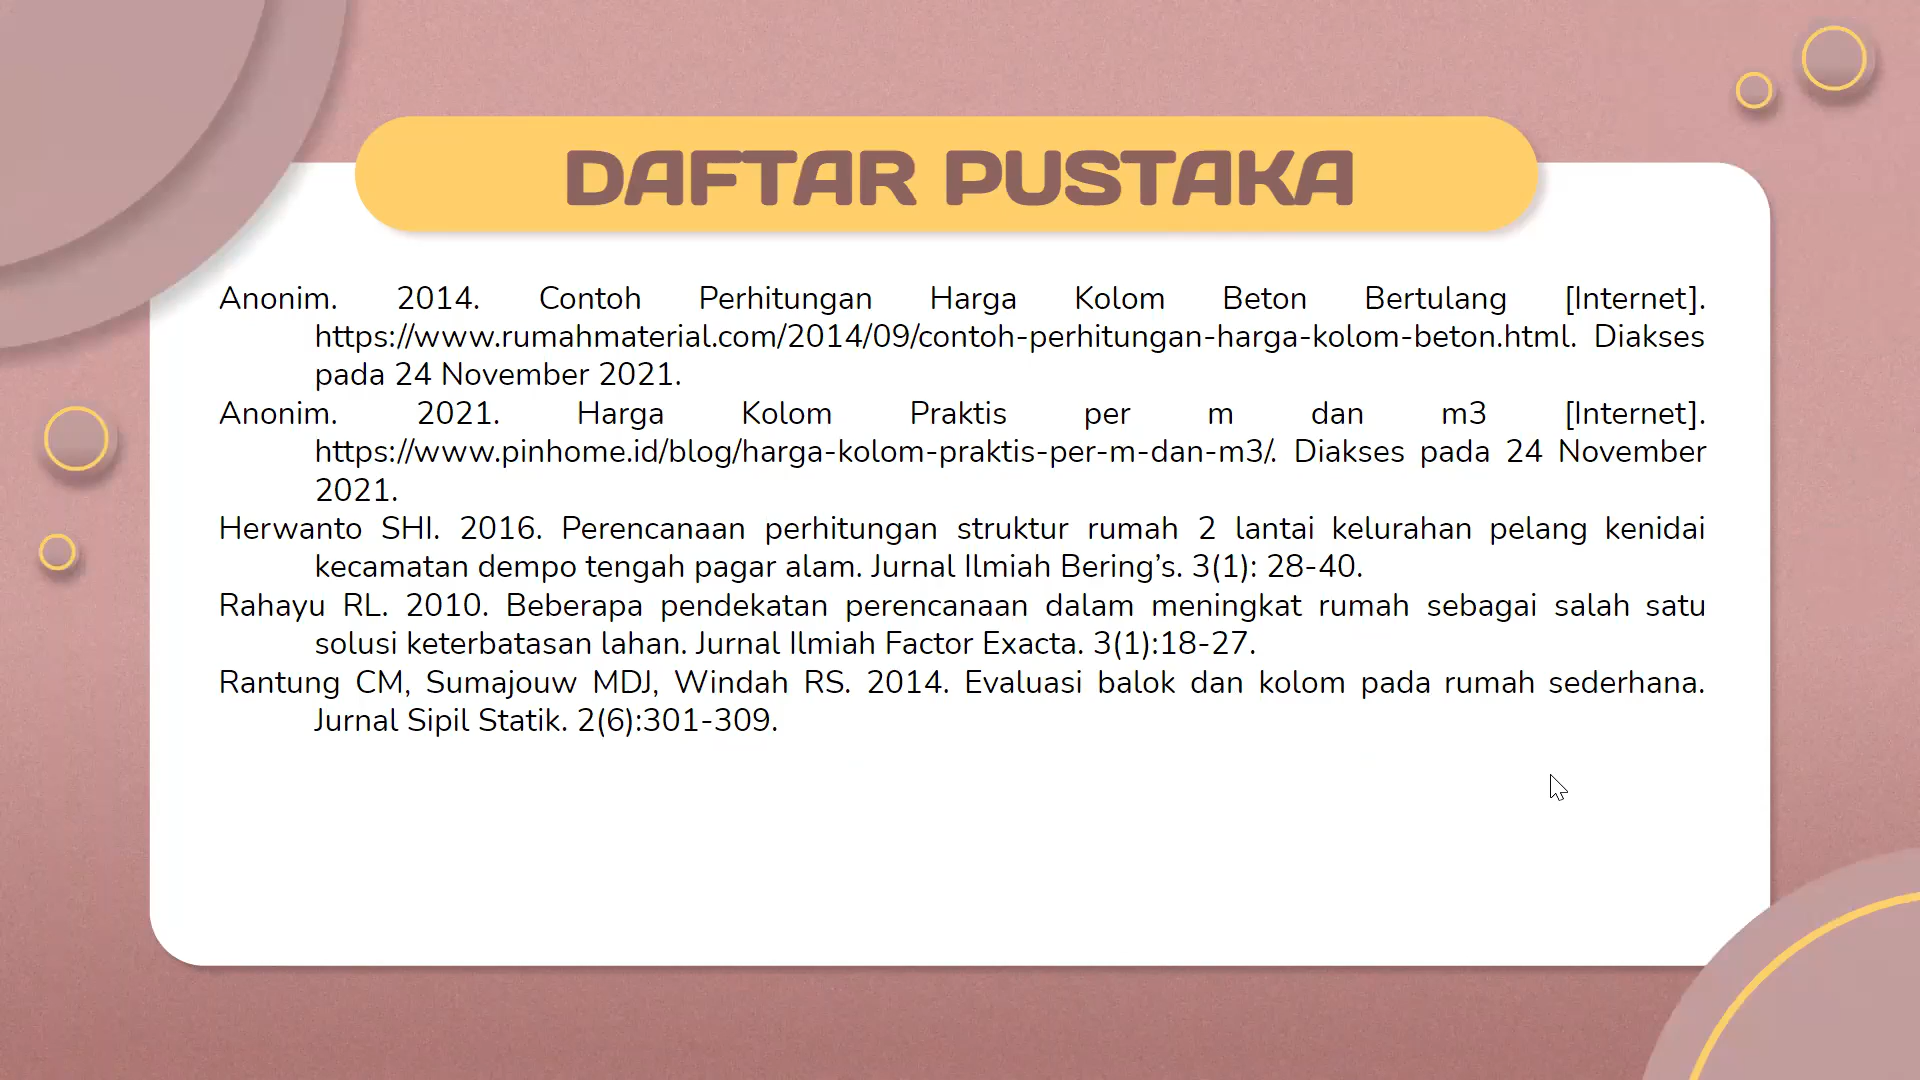 DAFTAR PUSTAKA
Anonim. 2014. Contoh Perhitungan Harga Kolom Beton Bertulang [Internet].
https://www.rumahmaterial.com/2014/09/contoh-perhitungan-harga-kolom-beton.html. Diakses
pada 24 November 2021.
Anonim. 2021. Harga Kolom Praktis per m dan m3 [Internet].
https://www.pinhome.id/blog/harga-kolom-praktis-per-m-dan-m3/. Diakses pada 24 November
2021.
Herwanto SHI. 2016. Perencanaan perhitungan struktur rumah 2 lantai kelurahan pelang kenidai
kecamatan dempo tengah pagar alam. Jurnal Ilmiah Bering’s. 3(1): 28-40.
Rahayu RL. 2010. Beberapa pendekatan perencanaan dalam meningkat rumah sebagai salah satu
solusi keterbatasan lahan. Jurnal Ilmiah Factor Exacta. 3(1):18-27.
Rantung CM, Sumajouw MDJ, Windah RS. 2014. Evaluasi balok dan kolom pada rumah sederhana.
Jurnal Sipil Statik. 2(6):301-309.